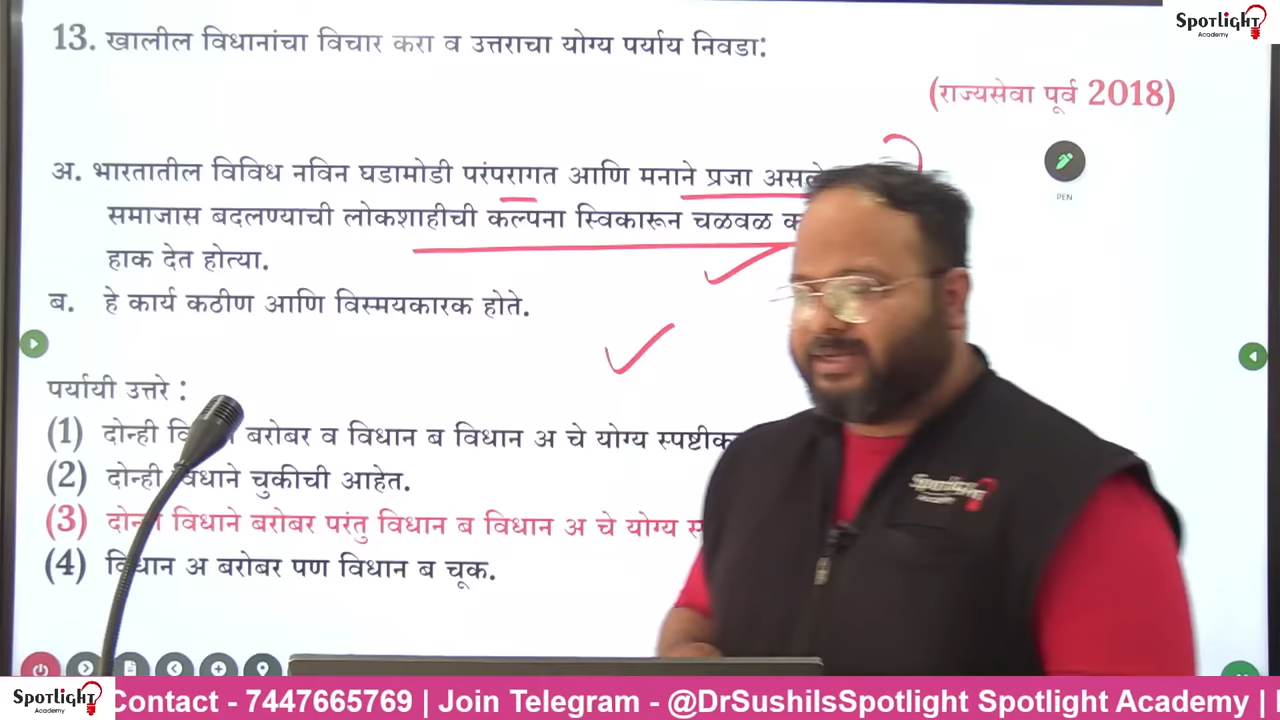 Spotlight
Academy
13. खालील विधानांचा विचार करा व उत्तराचा योग्य पर्याय निवडा:
(राज्यसेवा पूर्व 2018)
अ. भारतातील विविध नविन घडामोडी परंपरागत आणि मनाने प्रजा
समाजास बदलण्याची लोकशाहीची कल्पना स्विकारून चळवळ
हाक देत होत्या.
ब. हे कार्य कठीण आणि विस्मयकारक होते.
PEN
पर्यायी उत्तरे :
(1) दोन्ही बरोबर व विधान ब विधान अ चे योग्य
(2) दोन्ही विधाने चुकीची आहेत.
(3) विधाने बरोबर परंतु विधान ब विधान अ चे योग्य
(4) विधान अ बरोबर पण विधान ब चूक.
Spotlight
Academy
Spotlight
Academy
Contact - 7447665769 | Join Telegram - @DrSushilsSpotlight Spotlight Academy |